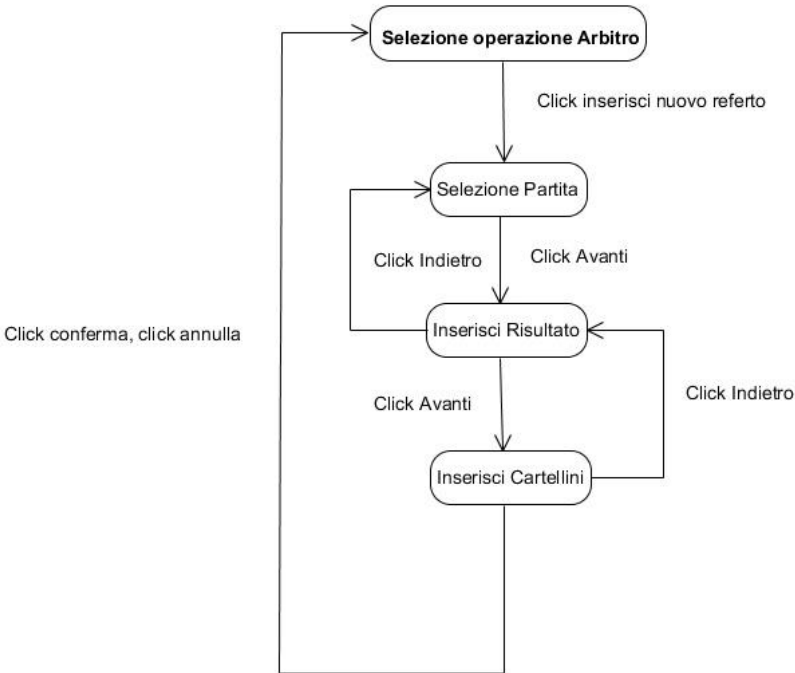 Selezione operazione Arbitro
Click inserisci nuovo referto
Selezione Partita
Click Indietro
Click Avanti
Click conferma, click annulla
Inserisci Risultato
Click Avanti
Click Indietro
Inserisci Cartellini